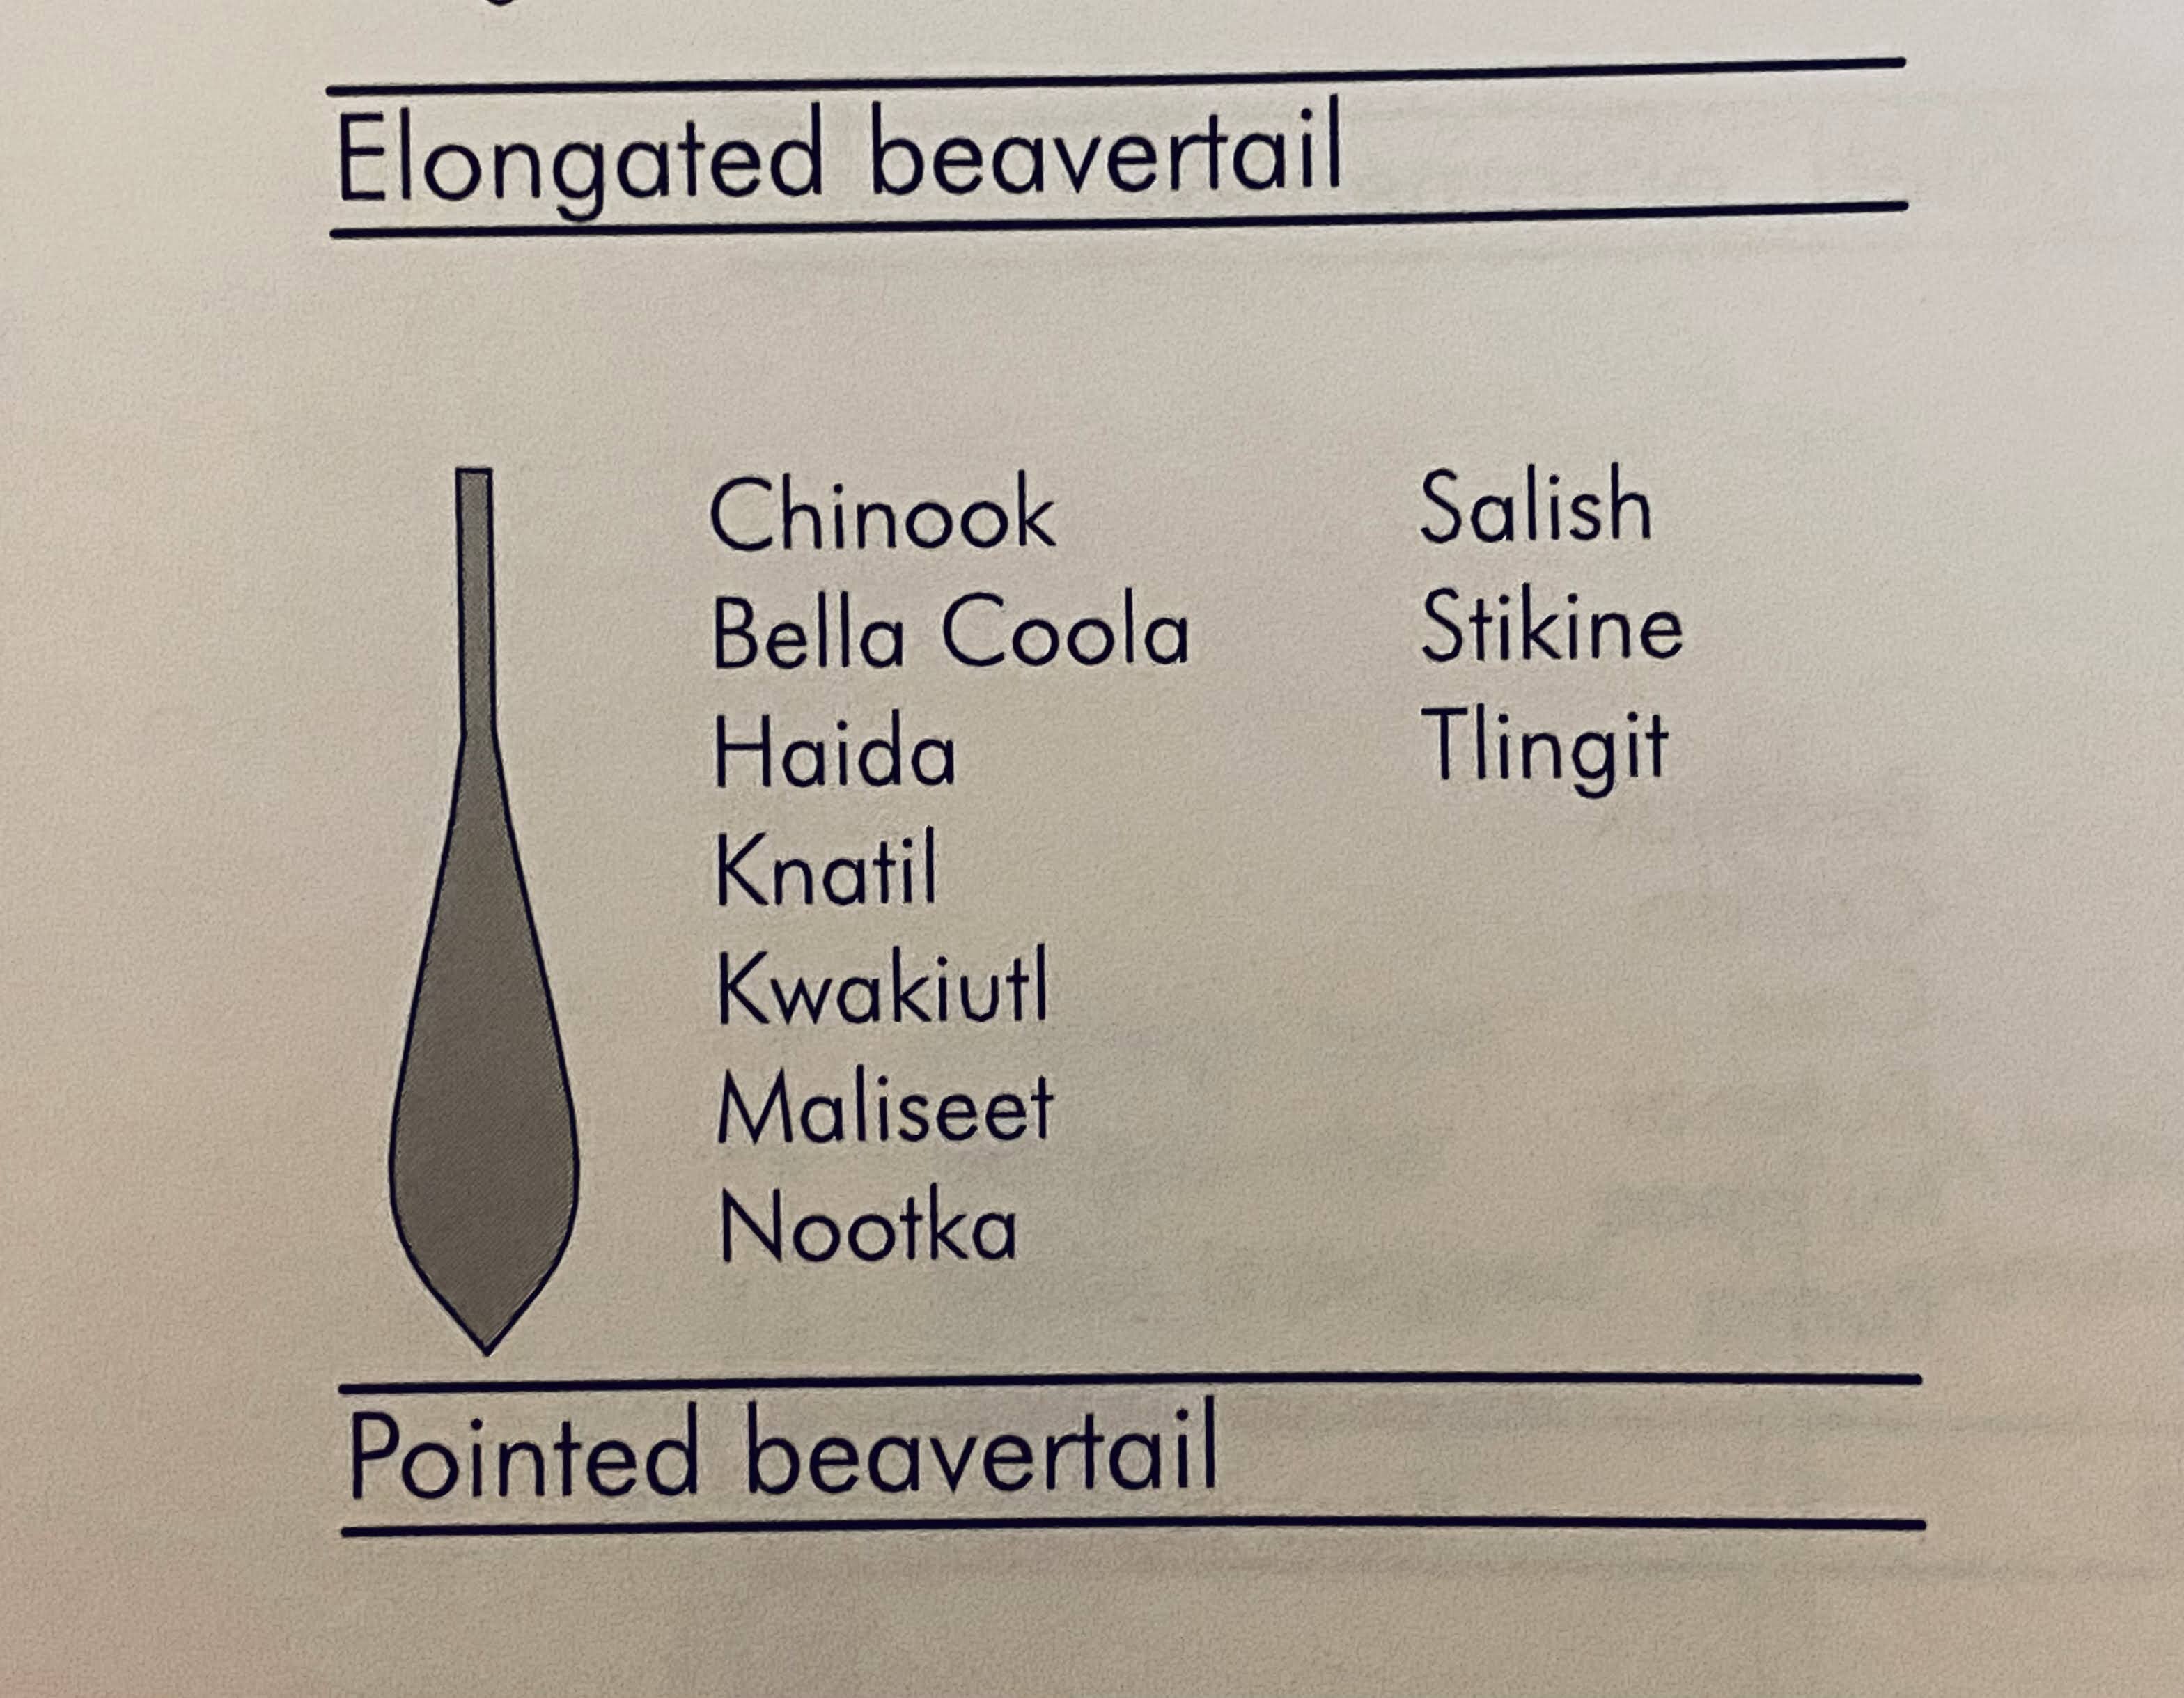 Elongated beavertail
Chinook
Bella Coola
Haida
Knatil
Kwakiutl
Maliseet
Nootka
Salish
Stikine
Tlingit
Pointed beavertail